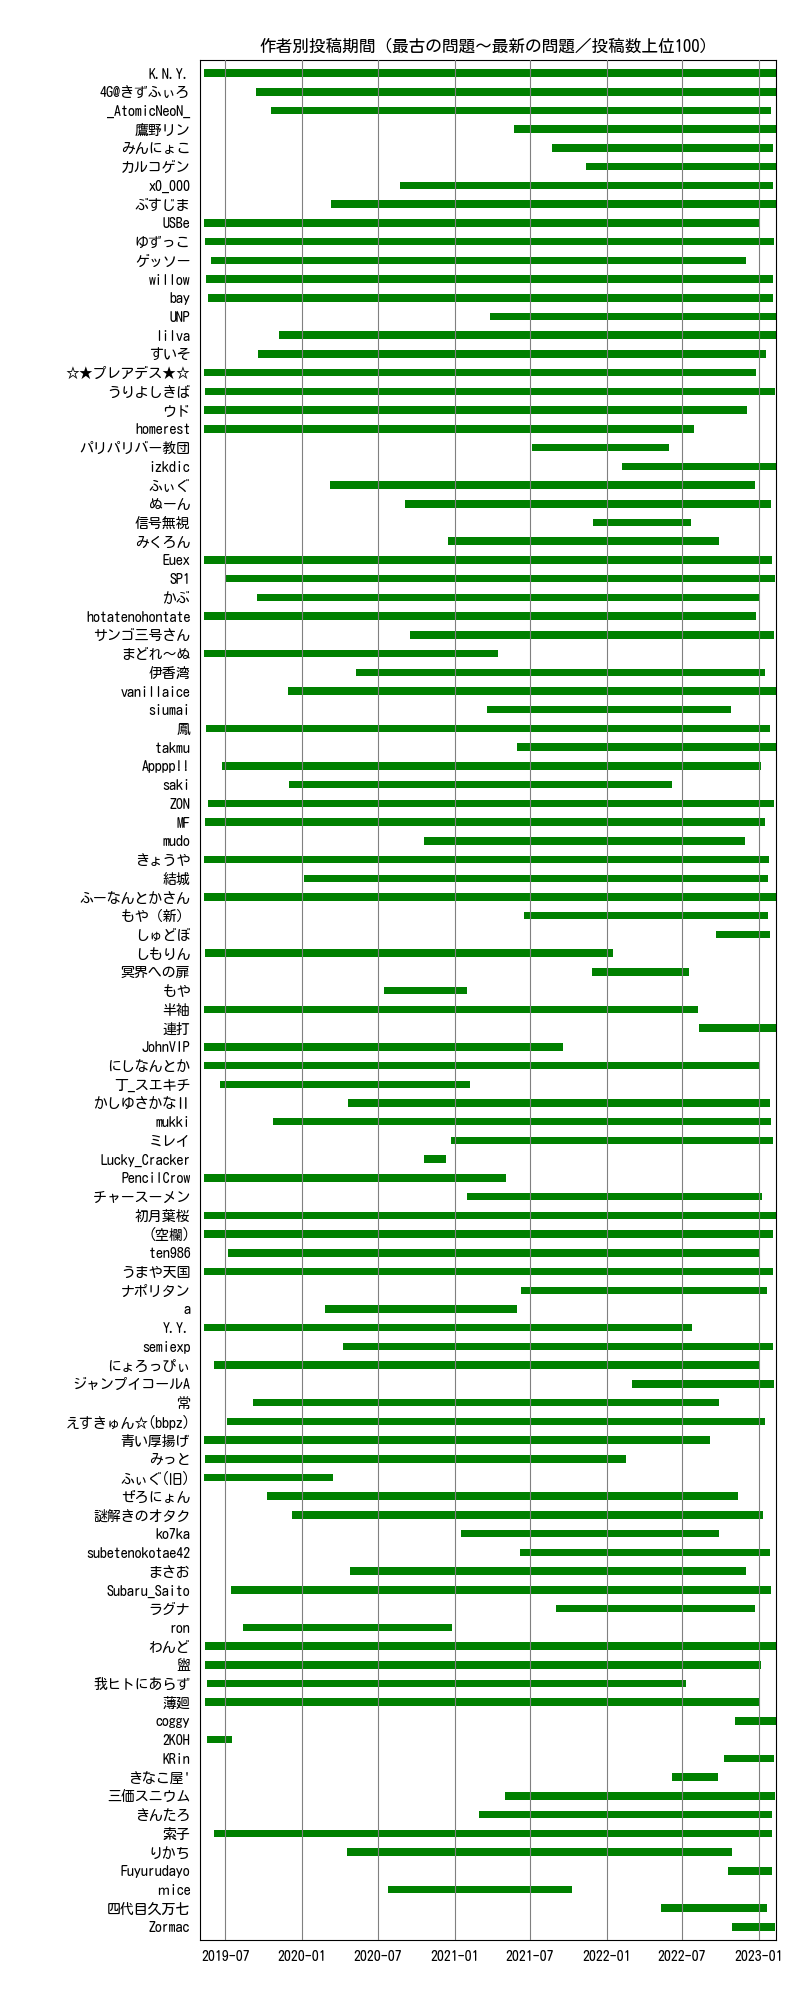 作者別投稿期間（最古の問題～最新の問題／投稿数上位100）
K.N.Y.
4G@きずふぃろ
_AtomicNeoN_
鷹野リン
みんにょこ
カルコゲン
x0_000
ぶすじま
USBe
ゆずっこ
ゲッソー
willow
bay
UNP
lilva
すいそ
☆★プレアデス★☆
うりよしきば
ウド
homerest
パリパリバー教団
izkdic
ふぃぐ
ぬーん
信号無視
みくろん
Euex
SP1
かぶ
hotatenohontate
サンゴ三号さん
まどれ～ぬ
伊香湾
vanillaice
siumai
鳳
takmu
Appppl!
saki
ZON
MF
mudo
きょうや
結城
ふーなんとかさん
もや（新）
しゅどぼ
しもりん
冥界への扉
もや
半袖
連打
JohnVIP
にしなんとか
丁_スエキチ
かしゆさかなⅡ
mukki
ミレイ
Lucky_Cracker
PencilCrow
チャースーメン
初月葉桜
(空欄)
ten986
うまや天国
ナポリタン
a
Y.Y.
semiexp
にょろっぴぃ
ジャンプイコールA
常
えすきゅん☆(bbpz)
青い厚揚げ
みっと
ふぃぐ(旧)
ぜろにょん
謎解きのオタク
ko7ka
subetenokotae42
まさお
Subaru_Saito
ラグナ
ron
わんど
盥
我ヒトにあらず
薄廻
coggy
2KOH
KRin
きなこ屋'
三価スニウム
きんたろ
索子
りかち
Fuyurudayo
mice
四代目久万七
Zormac
2019-07 2020-01 2020-07 2021-01 2021-07 2022-01 2022-07 2023-01